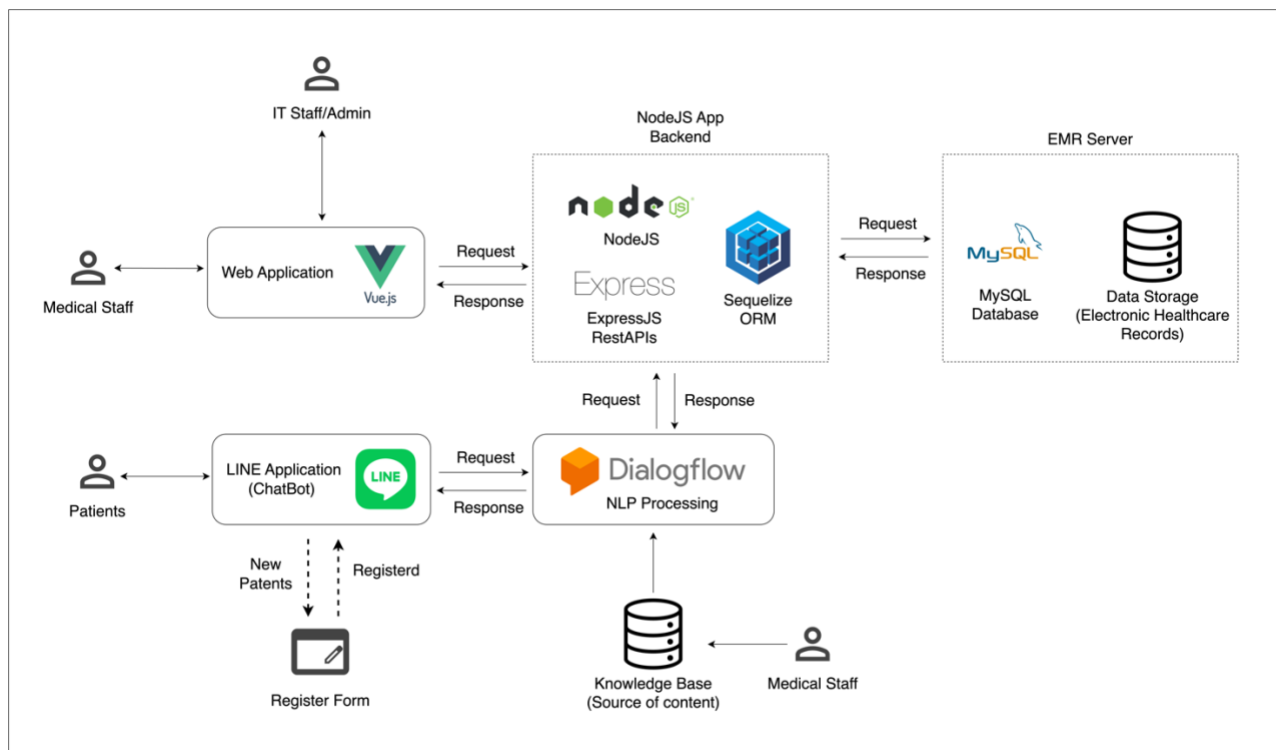 IT Staff/Admin
NodeJS App
Backend
EMR Server
node
JS
NodeJS
Express
ExpressJS
RestAPIs
Sequelize
ORM
Request
Response
MySQL
MySQL
Database
Data Storage
(Electronic Healthcare
Records)
Web Application
Vue.js
Request
Response
Medical Staff
Request
Response
Patients
LINE Application
(ChatBot)
LINE
Request
Response
Dialogflow
NLP Processing
New
Patents
Registerd
Register Form
Knowledge Base
(Source of content)
Medical Staff